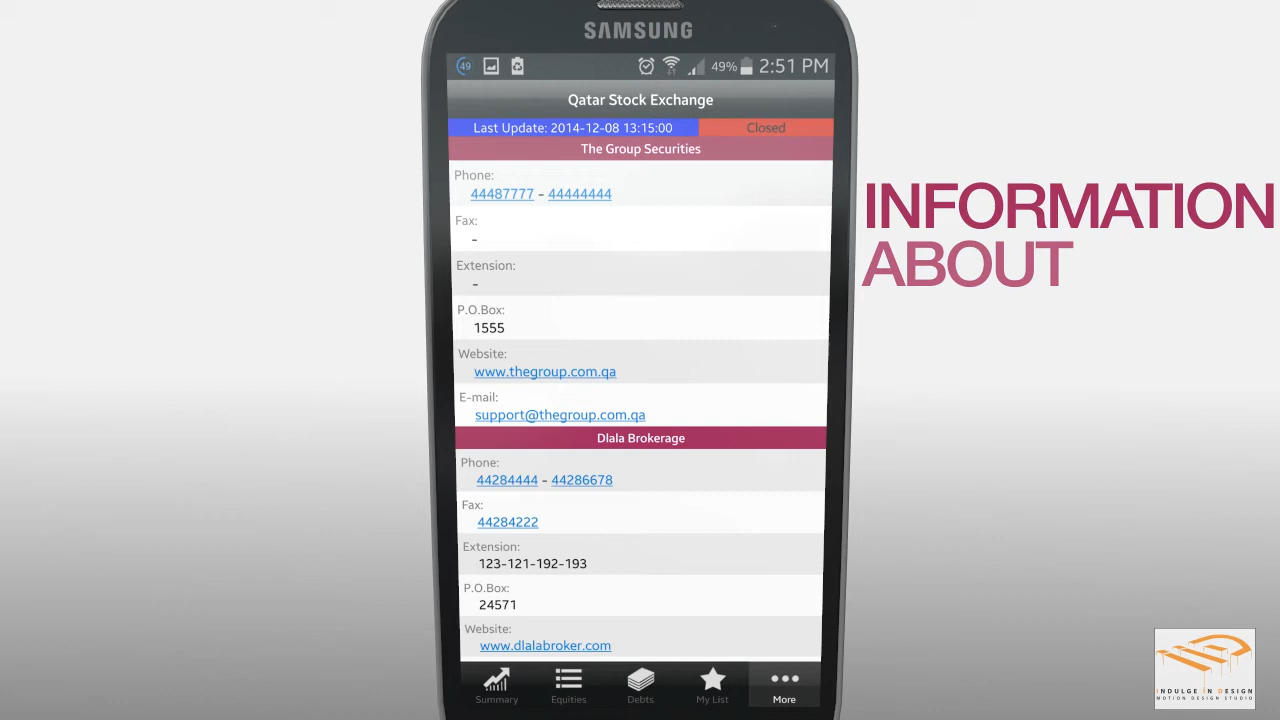 SAMSUNG
49 49% 2:51 PM
Qatar Stock Exchange
Last Update: 2014-12-08 13:15:00 Closed
The Group Securities
Phone:
44487777 - 44444444
Fax:
-
Extension:
-
P.O.Box:
1555
Website:
www.thegroup.com.qa
E-mail:
support@thegroup.com.qa
Dlala Brokerage
Phone:
44284444 - 44286678
Fax:
44284222
Extension:
123-121-192-193
P.O.Box:
24571
Website:
www.dlalabroker.com
Summary Equities Debts My List More
INFORMATION
ABOUT
INDULGE IN DESIGN
MOTION DESIGN STUDIO